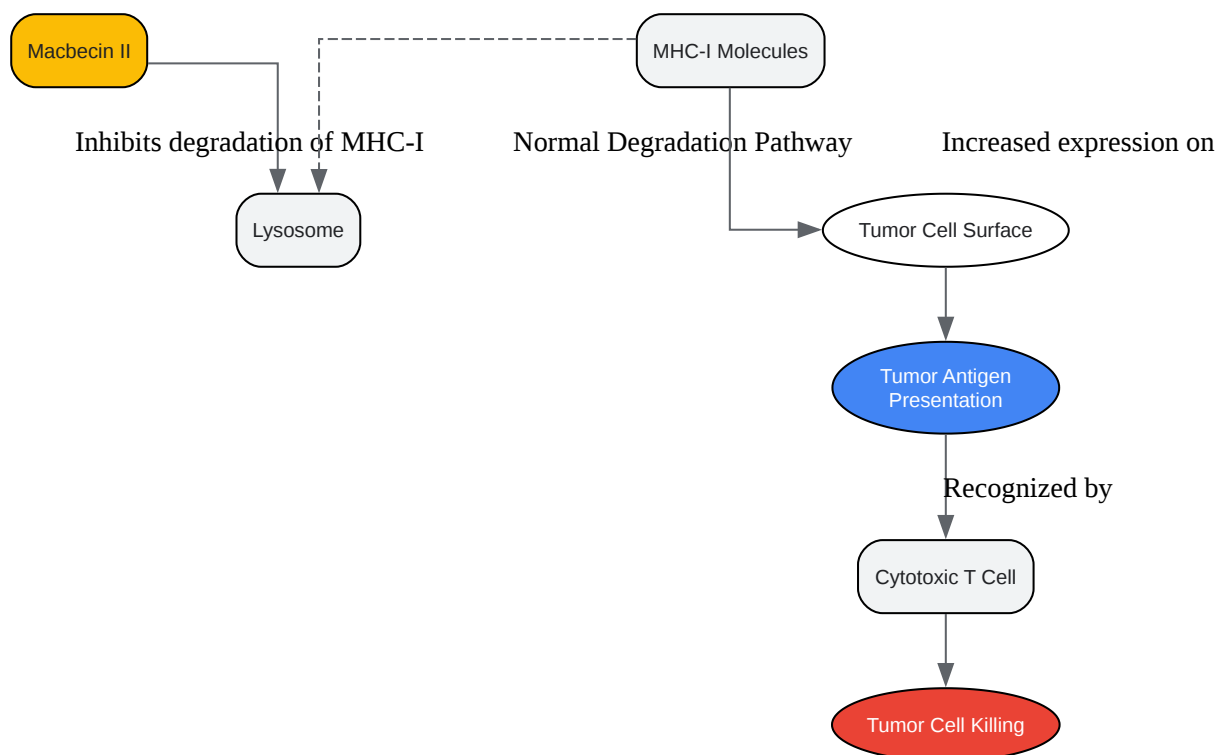 Macbecin II
MHC-I Molecules
Inhibits degradation of MHC-I
Normal Degradation Pathway
Increased expression on
Lysosome
Tumor Cell Surface
Tumor Antigen
Presentation
Recognized by
Cytotoxic T Cell
Tumor Cell Killing